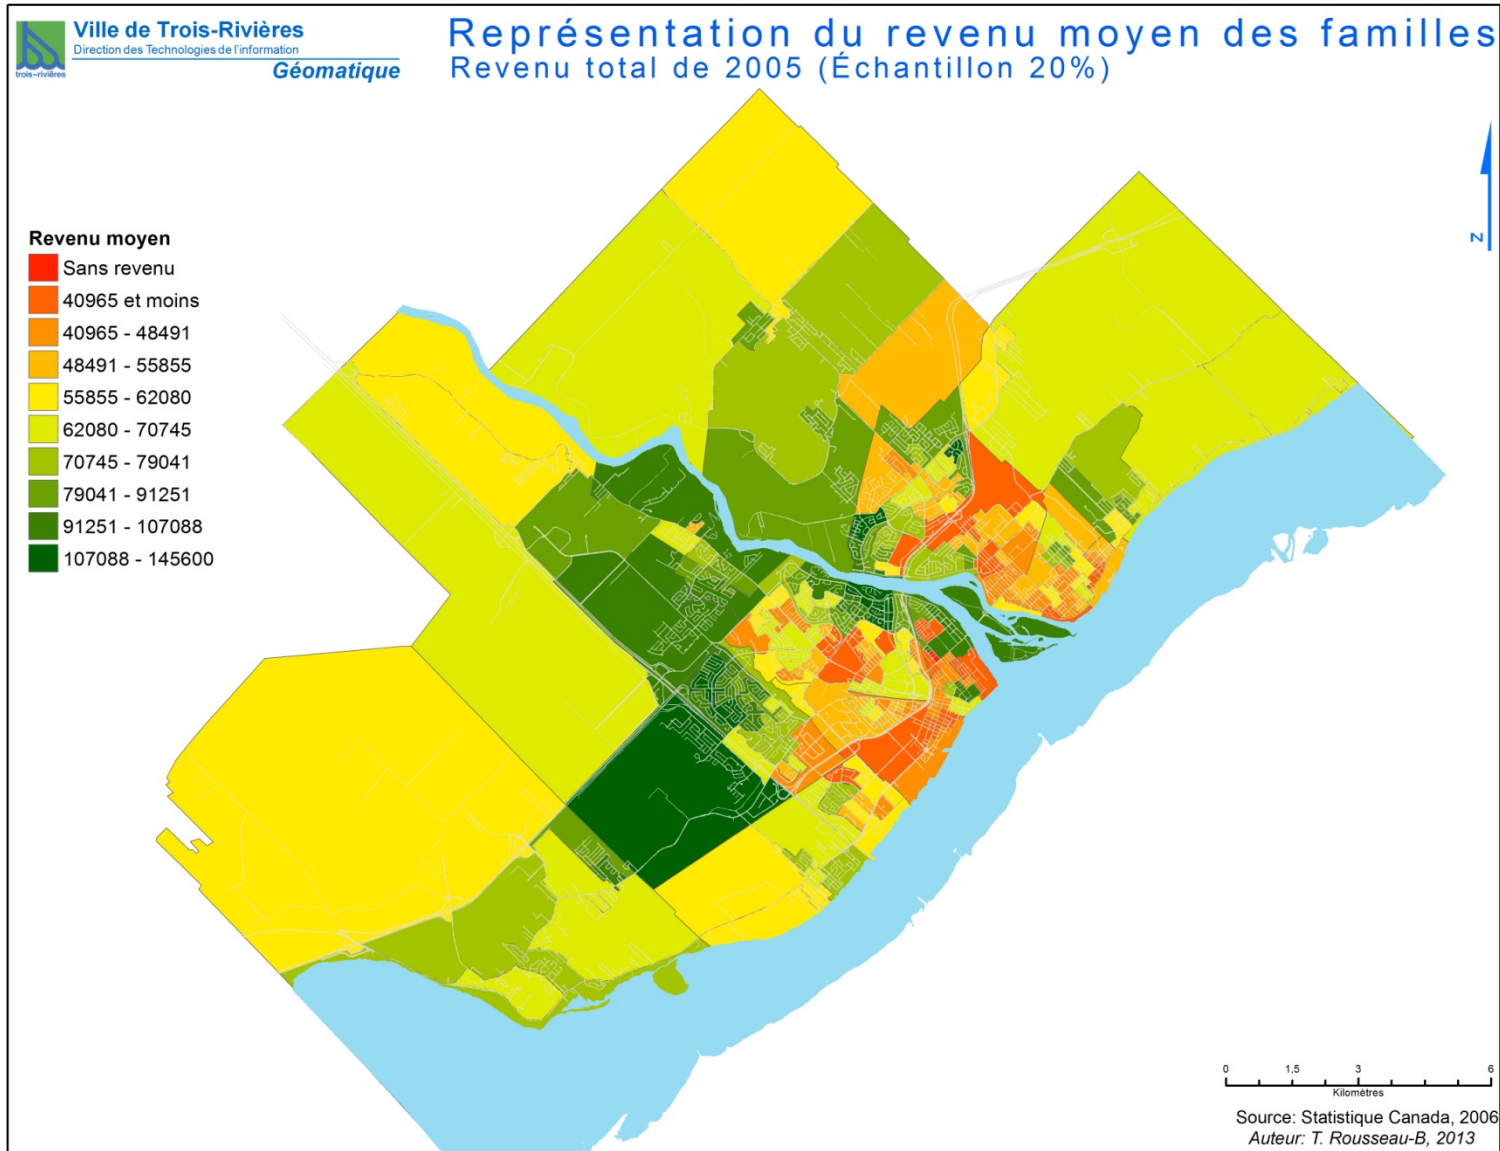 Ville de Trois-Rivières
Direction des Technologies de l'information
Géomatique
trois-rivières
Représentation du revenu moyen des familles
Revenu total de 2005 (Échantillon 20%)
N
Revenu moyen
Sans revenu
40965 et moins
40965 - 48491
48491 - 55855
55855 - 62080
62080 - 70745
70745 - 79041
79041 - 91251
91251 - 107088
107088 - 145600
0 1,5 3 6
Kilomètres
Source: Statistique Canada, 2006
Auteur: T. Rousseau-B, 2013